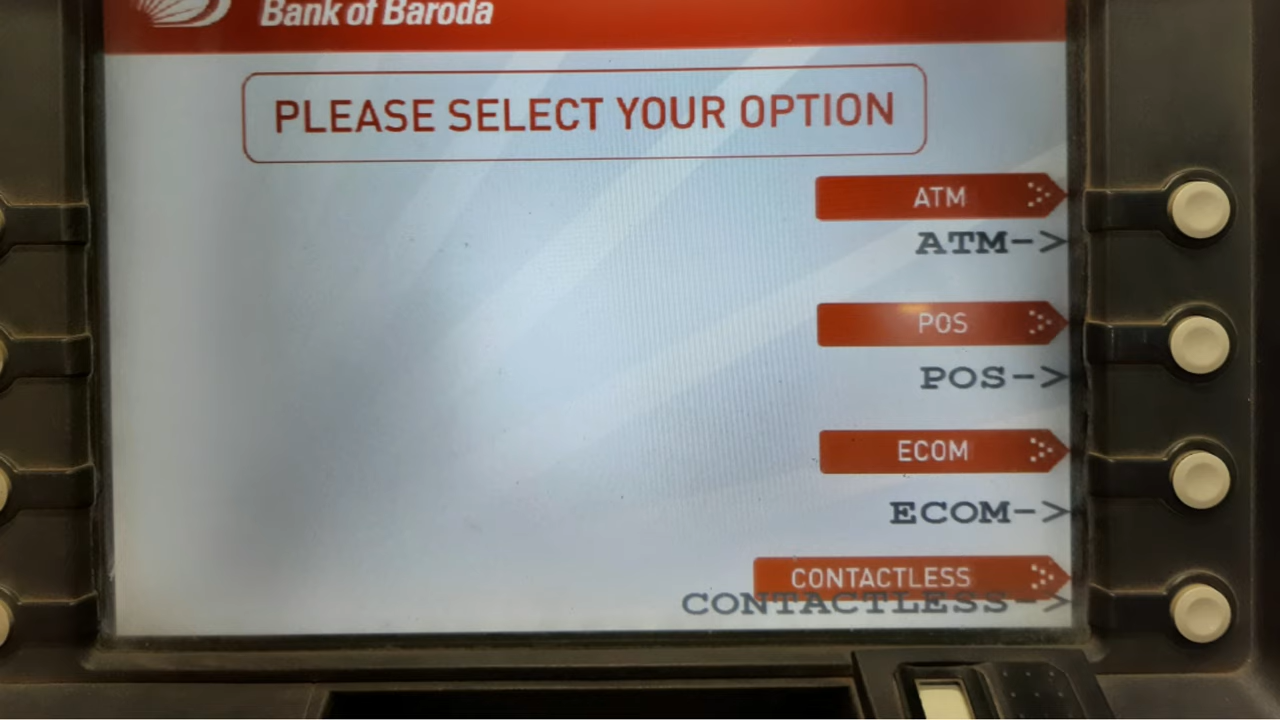 Bank of Baroda
PLEASE SELECT YOUR OPTION
ATM
ATM->
POS
POS->
ECOM
ECOM->
CONTACTLESS
CONTACTLESS->